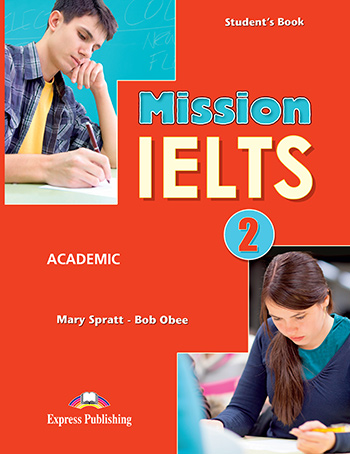 Student's Book
Mission
IELTS
2
ACADEMIC
Mary Spratt - Bob Obee
Express Publishing